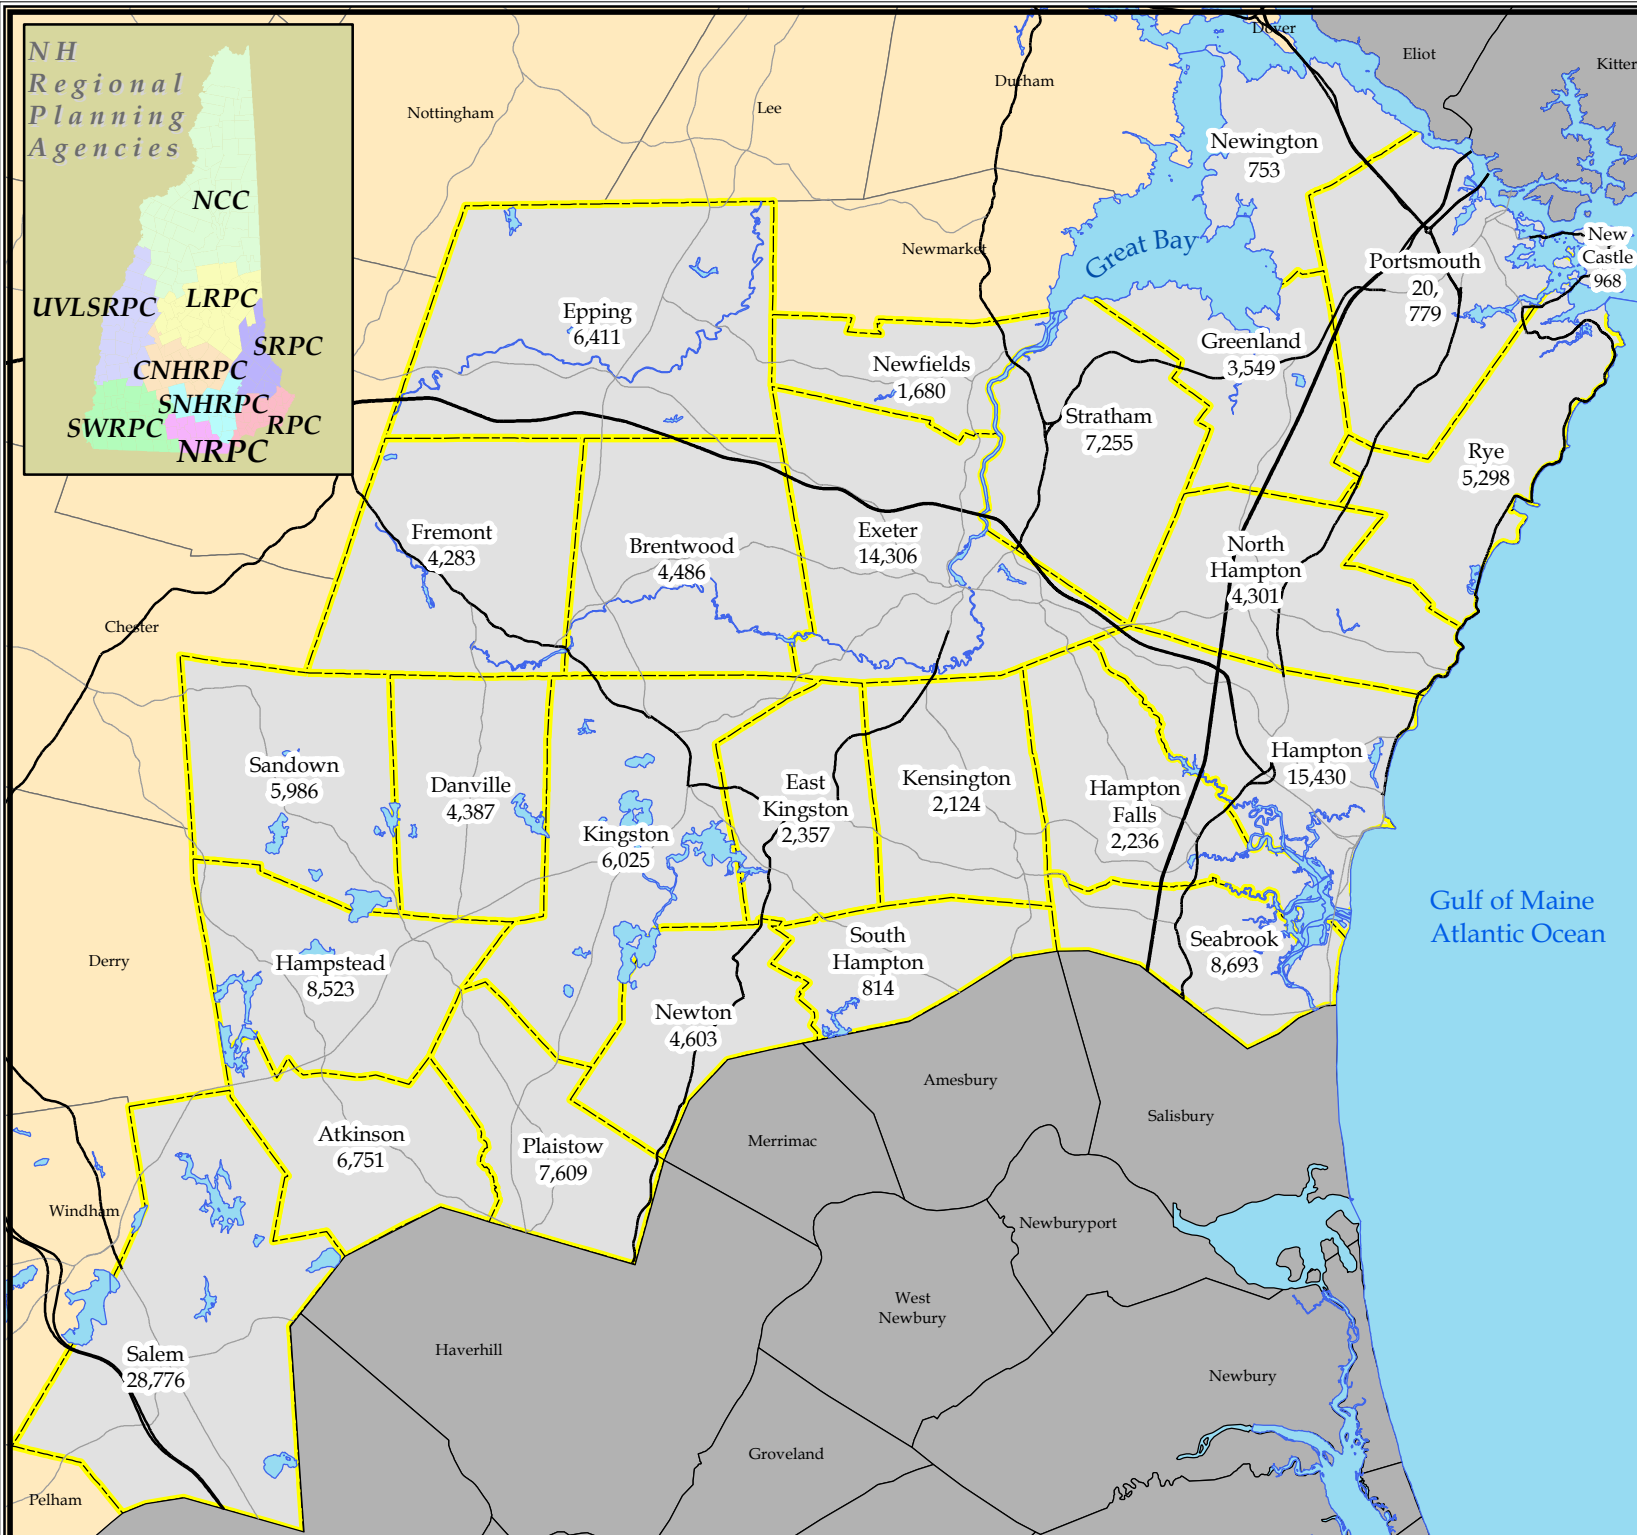 NH
Regional
Planning
Agencies
NCC
UVLSRPC
LRPC
SRPC
CNHRPC
SNHRPC
SWRPC
RPC
NRPC
Nottingham
Lee
Durham
Dover
Eliot
Kitter
Newington
753
Newmarket
Great Bay
New
Castle
968
Portsmouth
20,
779
Epping
6,411
Newfields
1,680
Greenland
3,549
Stratham
7,255
Rye
5,298
Fremont
4,283
Brentwood
4,486
Exeter
14,306
North
Hampton
4,301
Chester
Sandown
5,986
Danville
4,387
Kingston
6,025
East
Kingston
2,357
Kensington
2,124
Hampton
Falls
2,236
Hampton
15,430
Gulf of Maine
Atlantic Ocean
Derry
Hampstead
8,523
South
Hampton
814
Seabrook
8,693
Newton
4,603
Amesbury
Salisbury
Merrimac
Atkinson
6,751
Plaistow
7,609
Windham
Newburyport
West
Newbury
Salem
28,776
Haverhill
Newbury
Groveland
Pelham